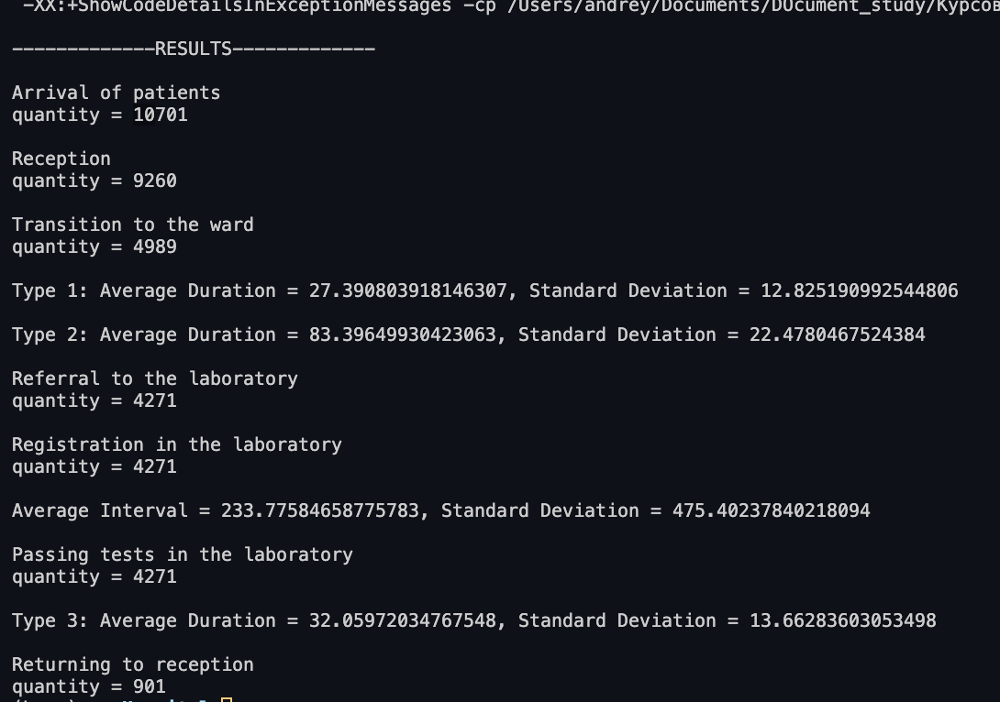 -XX:+ShowCodeDetailsInExceptionMessages -cp /Users/andrey/Documents/DOcument_study/Курсов
-------------RESULTS-------------
Arrival of patients
quantity = 10701
Reception
quantity = 9260
Transition to the ward
quantity = 4989
Type 1: Average Duration = 27.390803918146307, Standard Deviation = 12.825190992544806
Type 2: Average Duration = 83.39649930423063, Standard Deviation = 22.4780467524384
Referral to the laboratory
quantity = 4271
Registration in the laboratory
quantity = 4271
Average Interval = 233.77584658775783, Standard Deviation = 475.40237840218094
Passing tests in the laboratory
quantity = 4271
Type 3: Average Duration = 32.05972034767548, Standard Deviation = 13.66283603053498
Returning to reception
quantity = 901